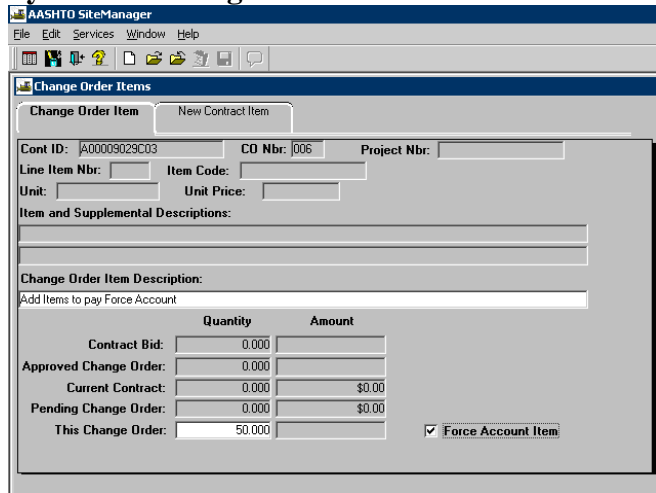 AASHTO SiteManager
File Edit Services Window Help
Change Order Items
Change Order Item New Contract Item
Cont ID: A00009029C03 CO Nbr: 006 Project Nbr:
Line Item Nbr: Item Code:
Unit: Unit Price:
Item and Supplemental Descriptions:
Change Order Item Description:
Add Items to pay Force Account
Quantity Amount
Contract Bid: 0.000
Approved Change Order: 0.000
Current Contract: 0.000 $0.00
Pending Change Order: 0.000 $0.00
This Change Order: 50.000 Force Account Item